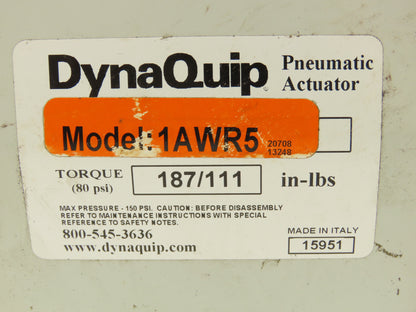 DynaQuip Pneumatic Actuator
Model: 1AWR5
20708
13248
TORQUE (80 psi) 187/111 in-lbs
MAX PRESSURE - 150 PSI. CAUTION: BEFORE DISASSEMBLY
REFER TO MAINTENANCE INSTRUCTIONS WITH SPECIAL
REFERENCE TO SAFETY NOTES.
800-545-3636
www.dynaquip.com
MADE IN ITALY
15951